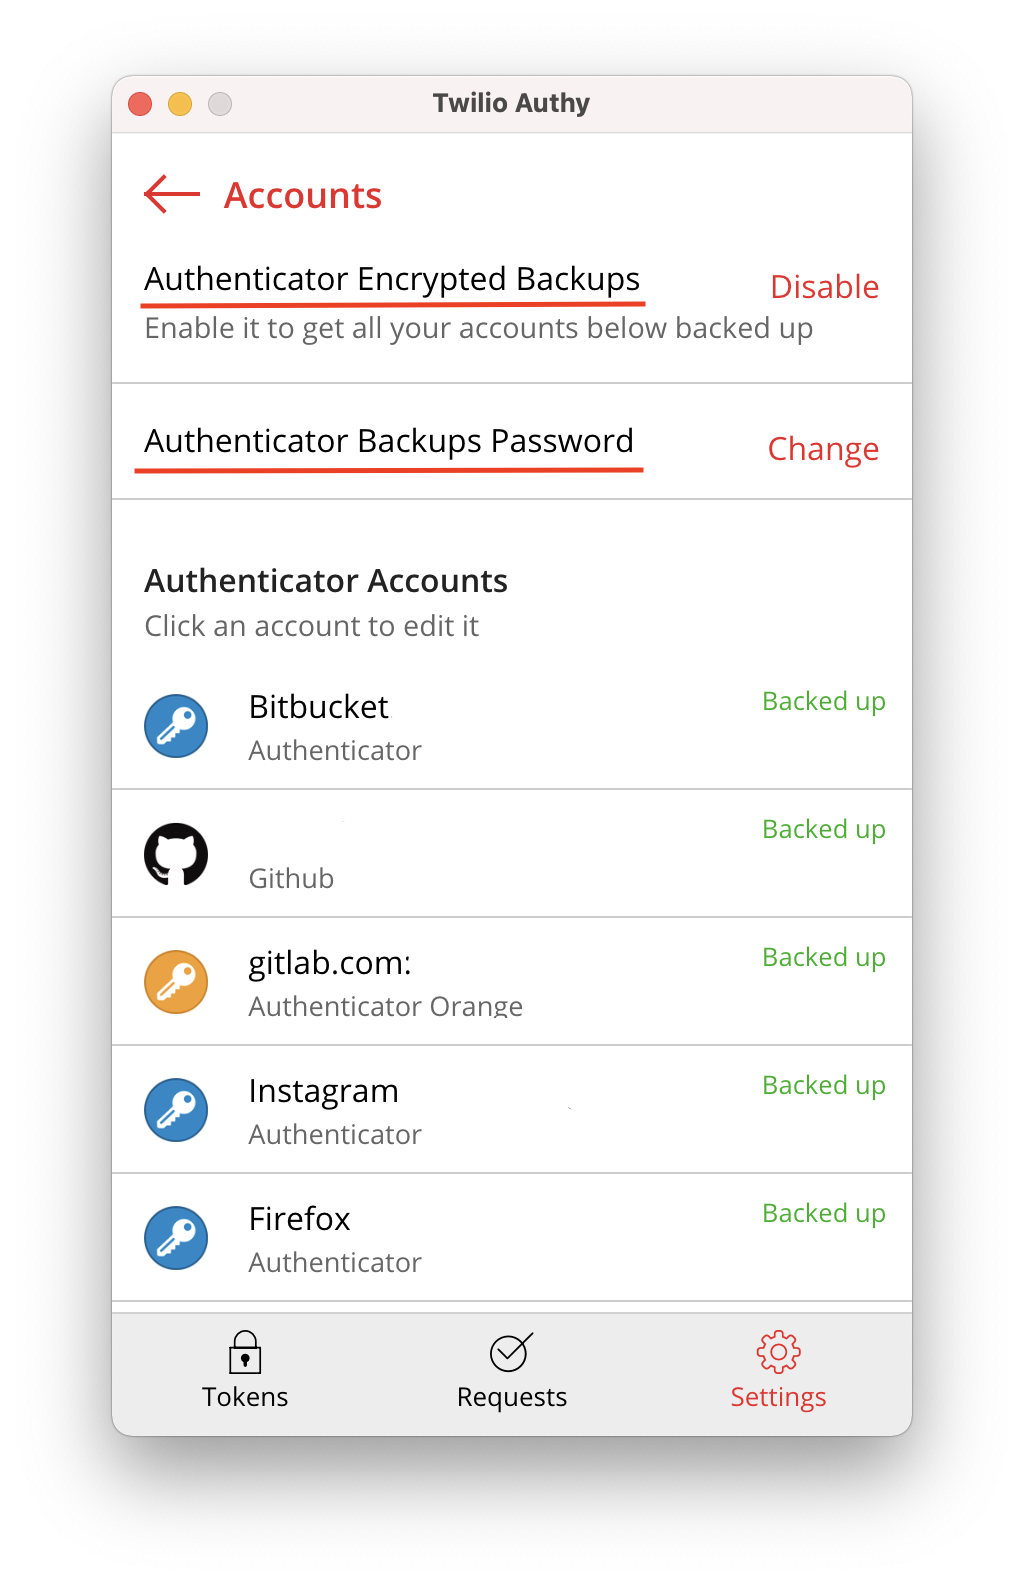 Twilio Authy
Accounts
Authenticator Encrypted Backups
Disable
Enable it to get all your accounts below backed up
Authenticator Backups Password
Change
Authenticator Accounts
Click an account to edit it
Bitbucket
Backed up
Authenticator
Backed up
Github
gitlab.com:
Backed up
Authenticator Orange
Instagram
Backed up
Authenticator
Firefox
Backed up
Authenticator
Tokens
Requests
Settings